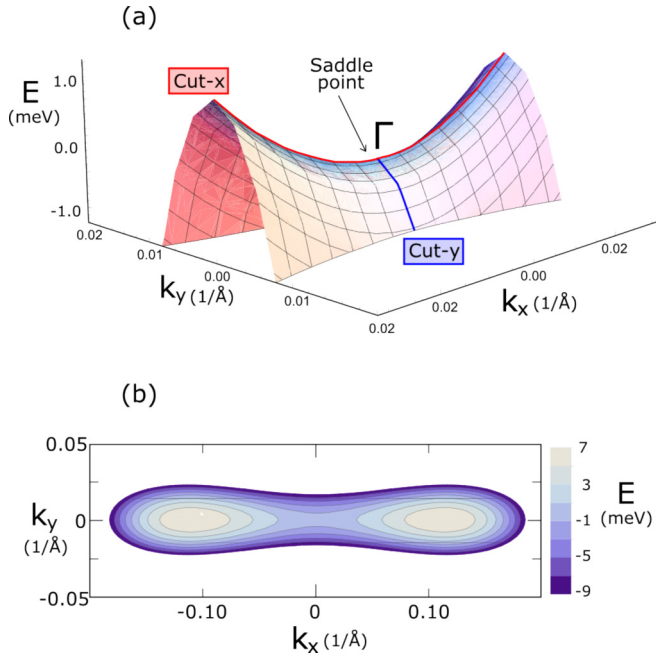 (a)
Saddle
point
Cut-x
Γ
E
(meV)
1.0
0.0
-1.0
Cut-y
0.02
0.01
0.00
0.01
0.02
ky (1/Å)
0.02
0.00
0.02
kx (1/Å)
(b)
0.05
0
-0.05
ky
(1/Å)
-0.10
0
0.10
kx (1/Å)
7
3
-1
-5
-9
E
(meV)